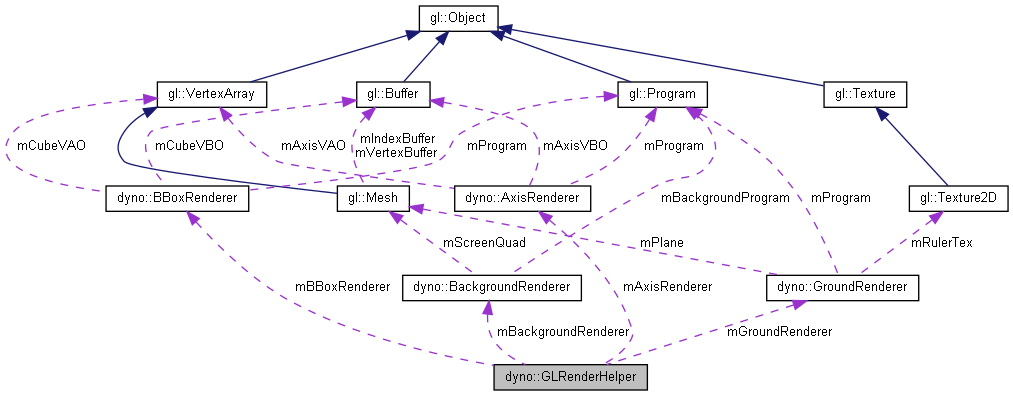 gl::Object
gl::VertexArray
gl::Buffer
gl::Program
gl::Texture
mCubeVAO
mCubeVBO
mAxisVAO
mIndexBuffer
mVertexBuffer
mProgram
mAxisVBO
mProgram
dyno::BBoxRenderer
gl::Mesh
dyno::AxisRenderer
mBackgroundProgram
mProgram
gl::Texture2D
mScreenQuad
mPlane
mRulerTex
mBBoxRenderer
dyno::BackgroundRenderer
mAxisRenderer
dyno::GroundRenderer
mBackgroundRenderer
mGroundRenderer
dyno::GLRenderHelper